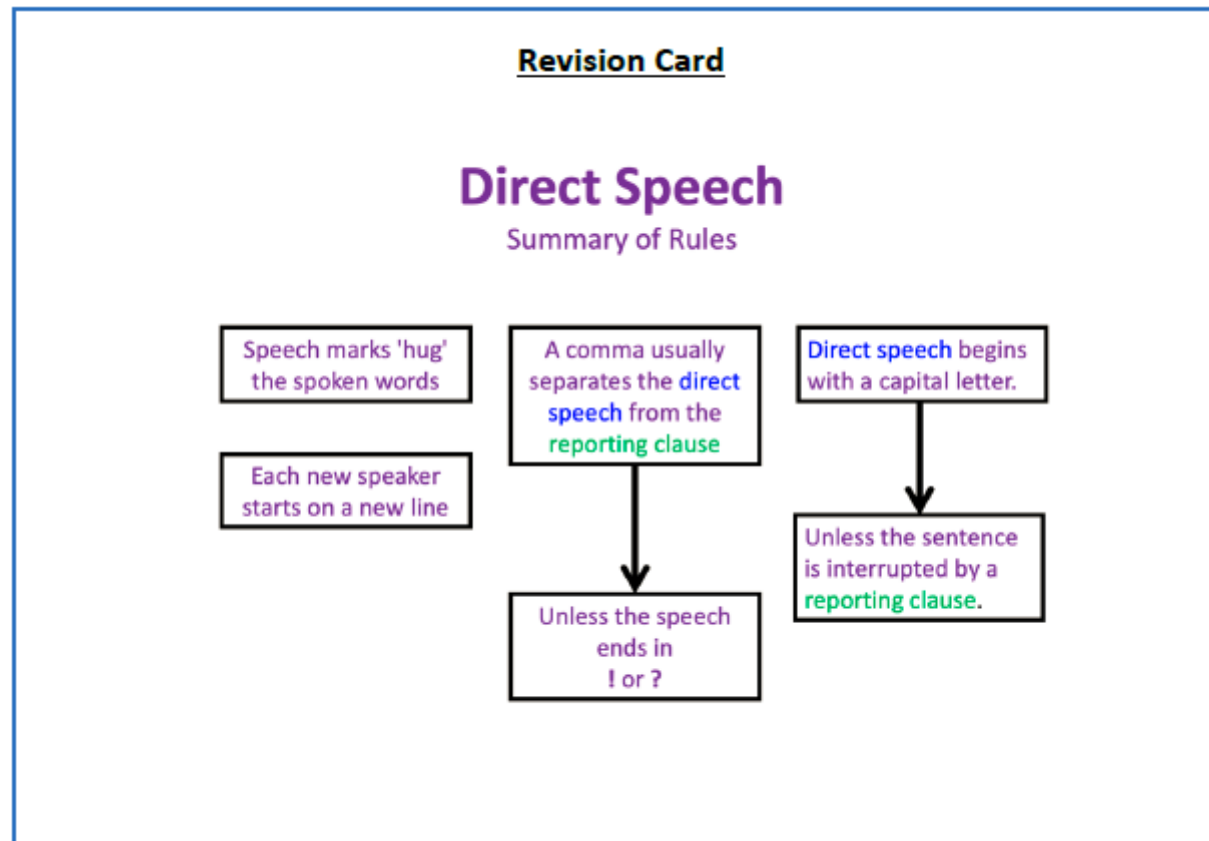 Revision Card
Direct Speech
Summary of Rules
Speech marks 'hug'
the spoken words
Each new speaker
starts on a new line
A comma usually
separates the direct
speech from the
reporting clause
Unless the speech
ends in
! or ?
Direct speech begins
with a capital letter.
Unless the sentence
is interrupted by a
reporting clause.